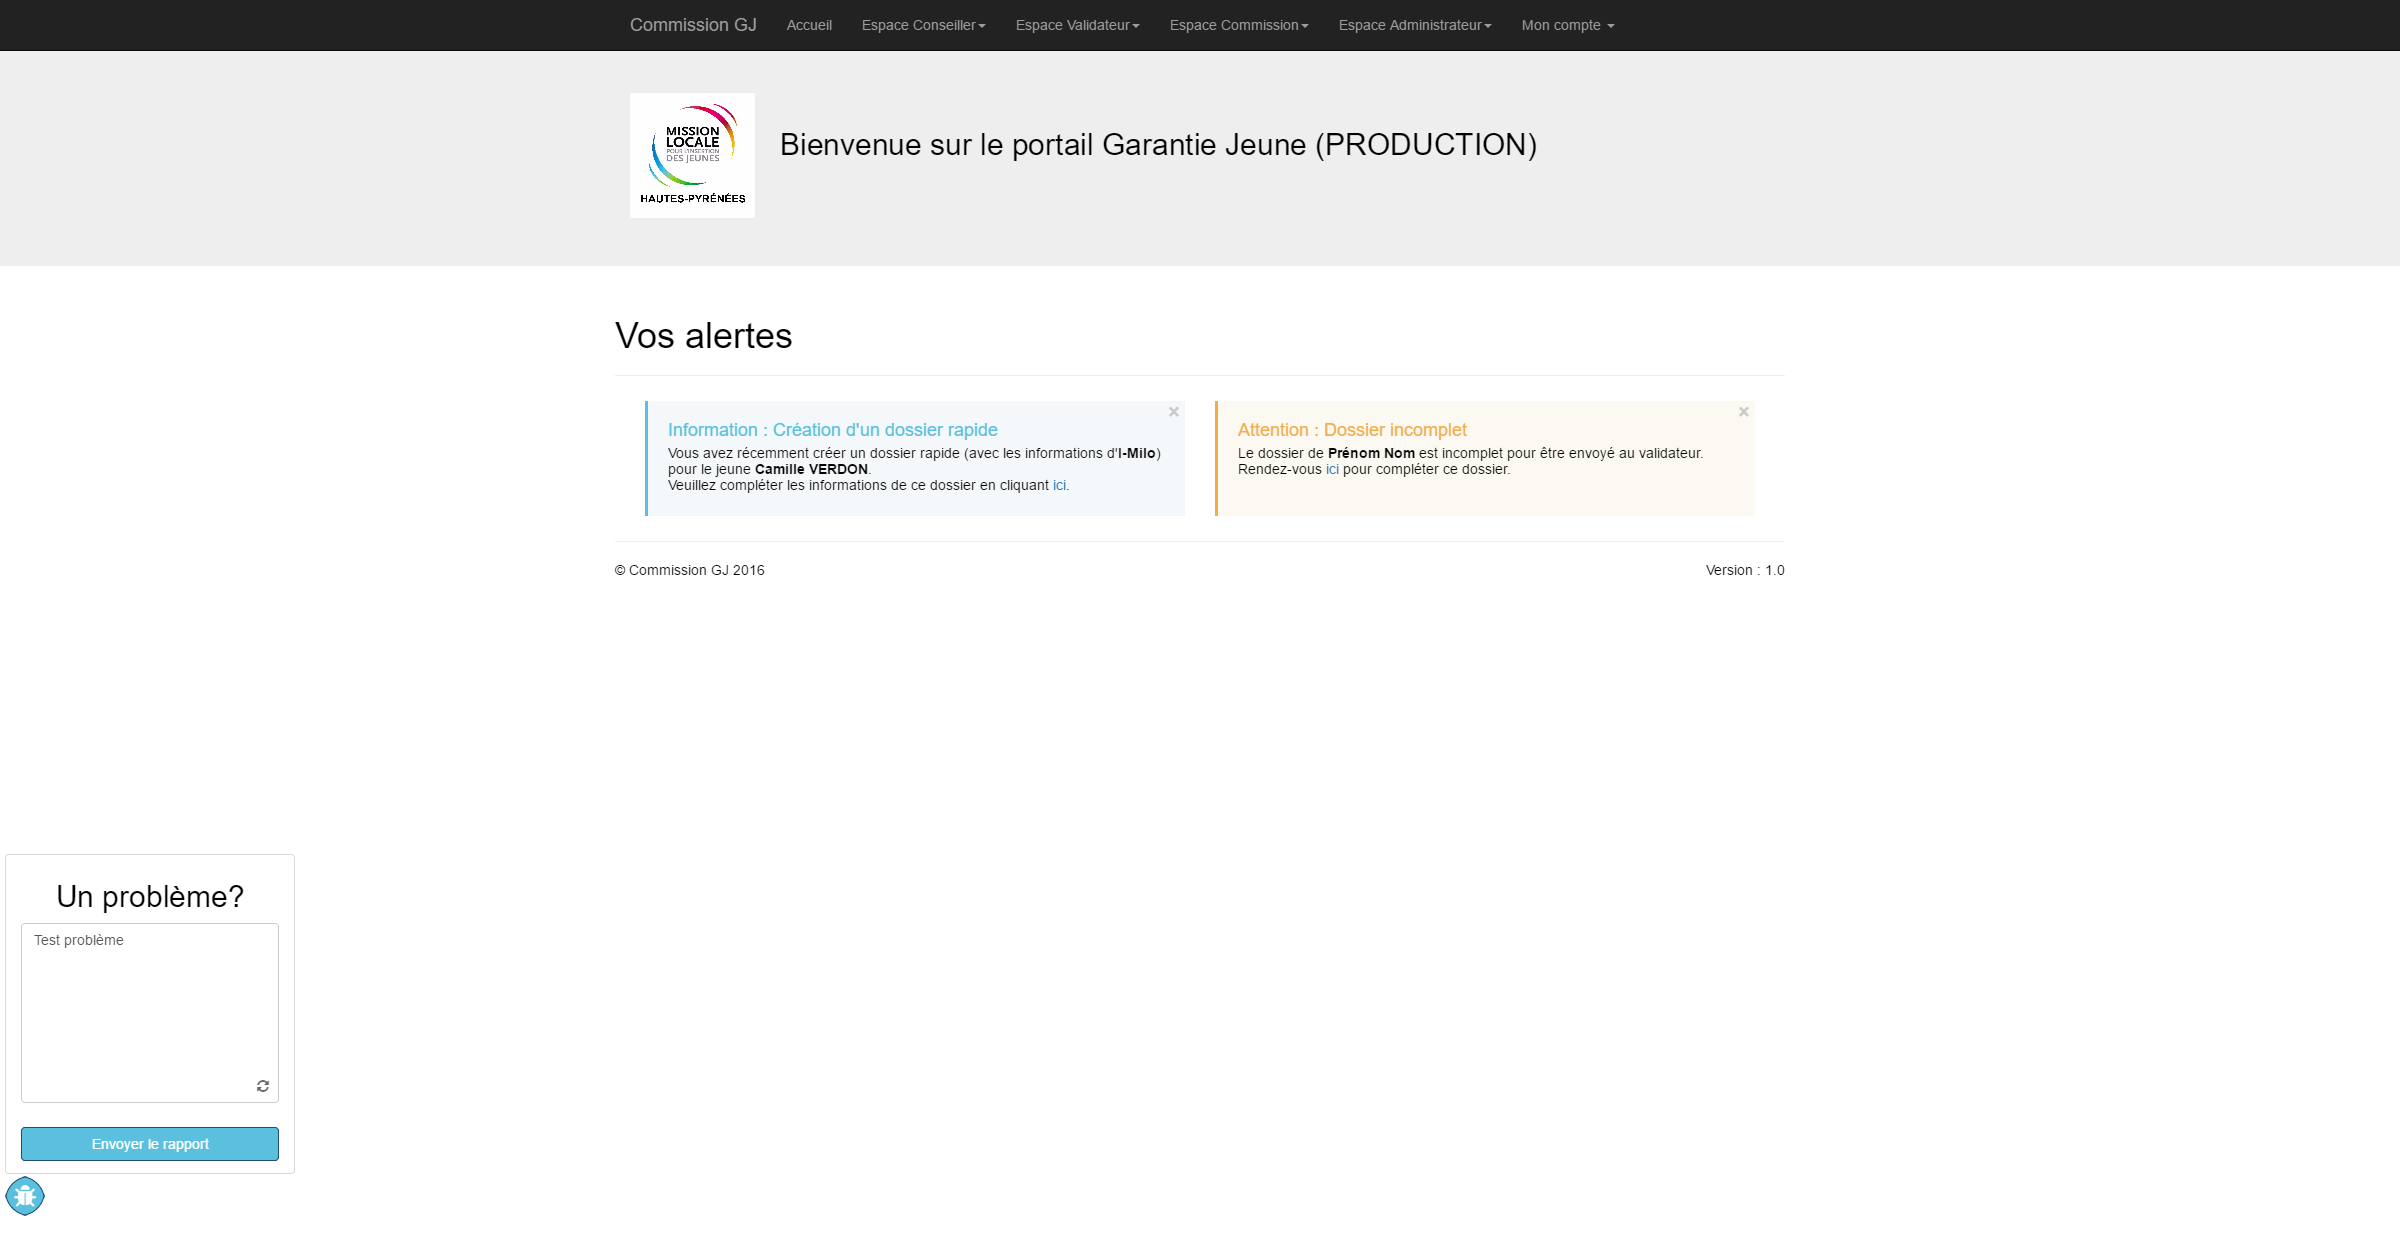 Commission GJ Accueil Espace Conseiller Espace Validateur Espace Commission Espace Administrateur Mon compte
MISSION
LOCALE
POUR L'INSERTION
DES JEUNES
HAUTES-PYRÉNÉES
Bienvenue sur le portail Garantie Jeune (PRODUCTION)
Vos alertes
×
Information : Création d'un dossier rapide
Vous avez récemment créer un dossier rapide (avec les informations d'I-Milo)
pour le jeune Camille VERDON.
Veuillez compléter les informations de ce dossier en cliquant ici.
×
Attention : Dossier incomplet
Le dossier de Prénom Nom est incomplet pour être envoyé au validateur.
Rendez-vous ici pour compléter ce dossier.
© Commission GJ 2016 Version : 1.0
Un problème?
Test problème
Envoyer le rapport